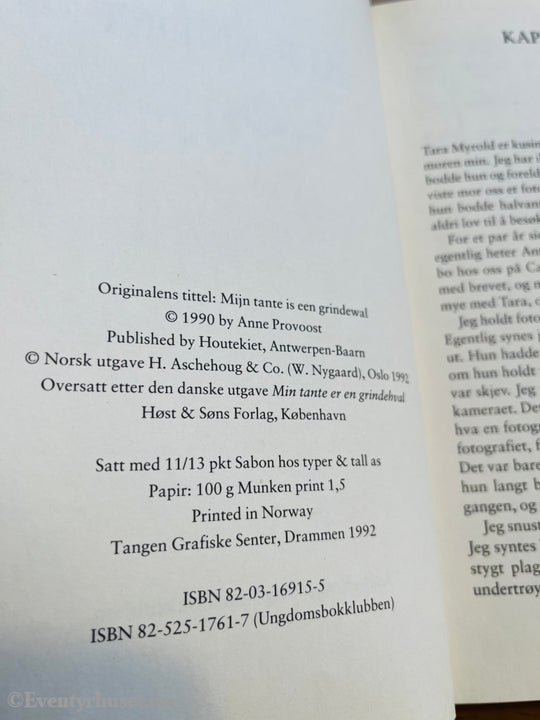 Originalens tittel: Mijn tante is een grindewal
© 1990 by Anne Provoost
Published by Houtekiet, Antwerpen-Baarn
© Norsk utgave H. Aschehoug & Co. (W. Nygaard), Oslo 1992
Oversatt etter den danske utgave Min tante er en grindehval
Høst & Søns Forlag, København
Satt med 11/13 pkt Sabon hos typer & tall as
Papir: 100 g Munken print 1,5
Printed in Norway
Tangen Grafiske Senter, Drammen 1992
ISBN 82-03-16915-5
ISBN 82-525-1761-7 (Ungdomsbokklubben)
KAP
Tara Myrold er kusin
moren min. Jeg har
bodde hun og foreld
viste mor oss et foto
hun bodde halvan
aldri lov til å besøk
For et par år si
egentlig heter An
bo hos oss på Ca
med brevet, og m
mye med Tara,
Jeg holdt foto
Egentlig synes j
ut. Hun hadde
om hun holdt
var skjev. Jeg
kameraet. Det
hva en fotog
fotografiet, f
Det var bare
hun langt b
gangen, og
Jeg snust
Jeg syntes
stygt plag
undertrøy
©Eventyrhuset